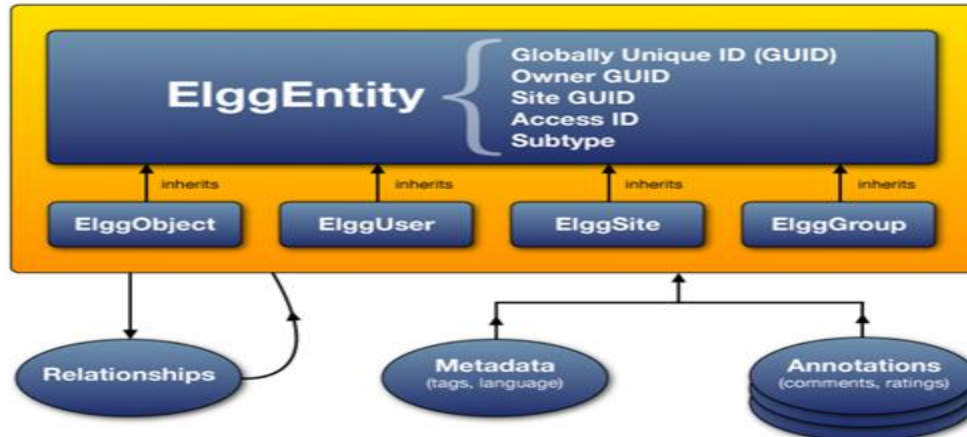 ElggEntity
Globally Unique ID (GUID)
Owner GUID
Site GUID
Access ID
Subtype
inherits
inherits
inherits
inherits
ElggObject
ElggUser
ElggSite
ElggGroup
Relationships
Metadada
(tags, language)
Annotations
(comments, ratings)